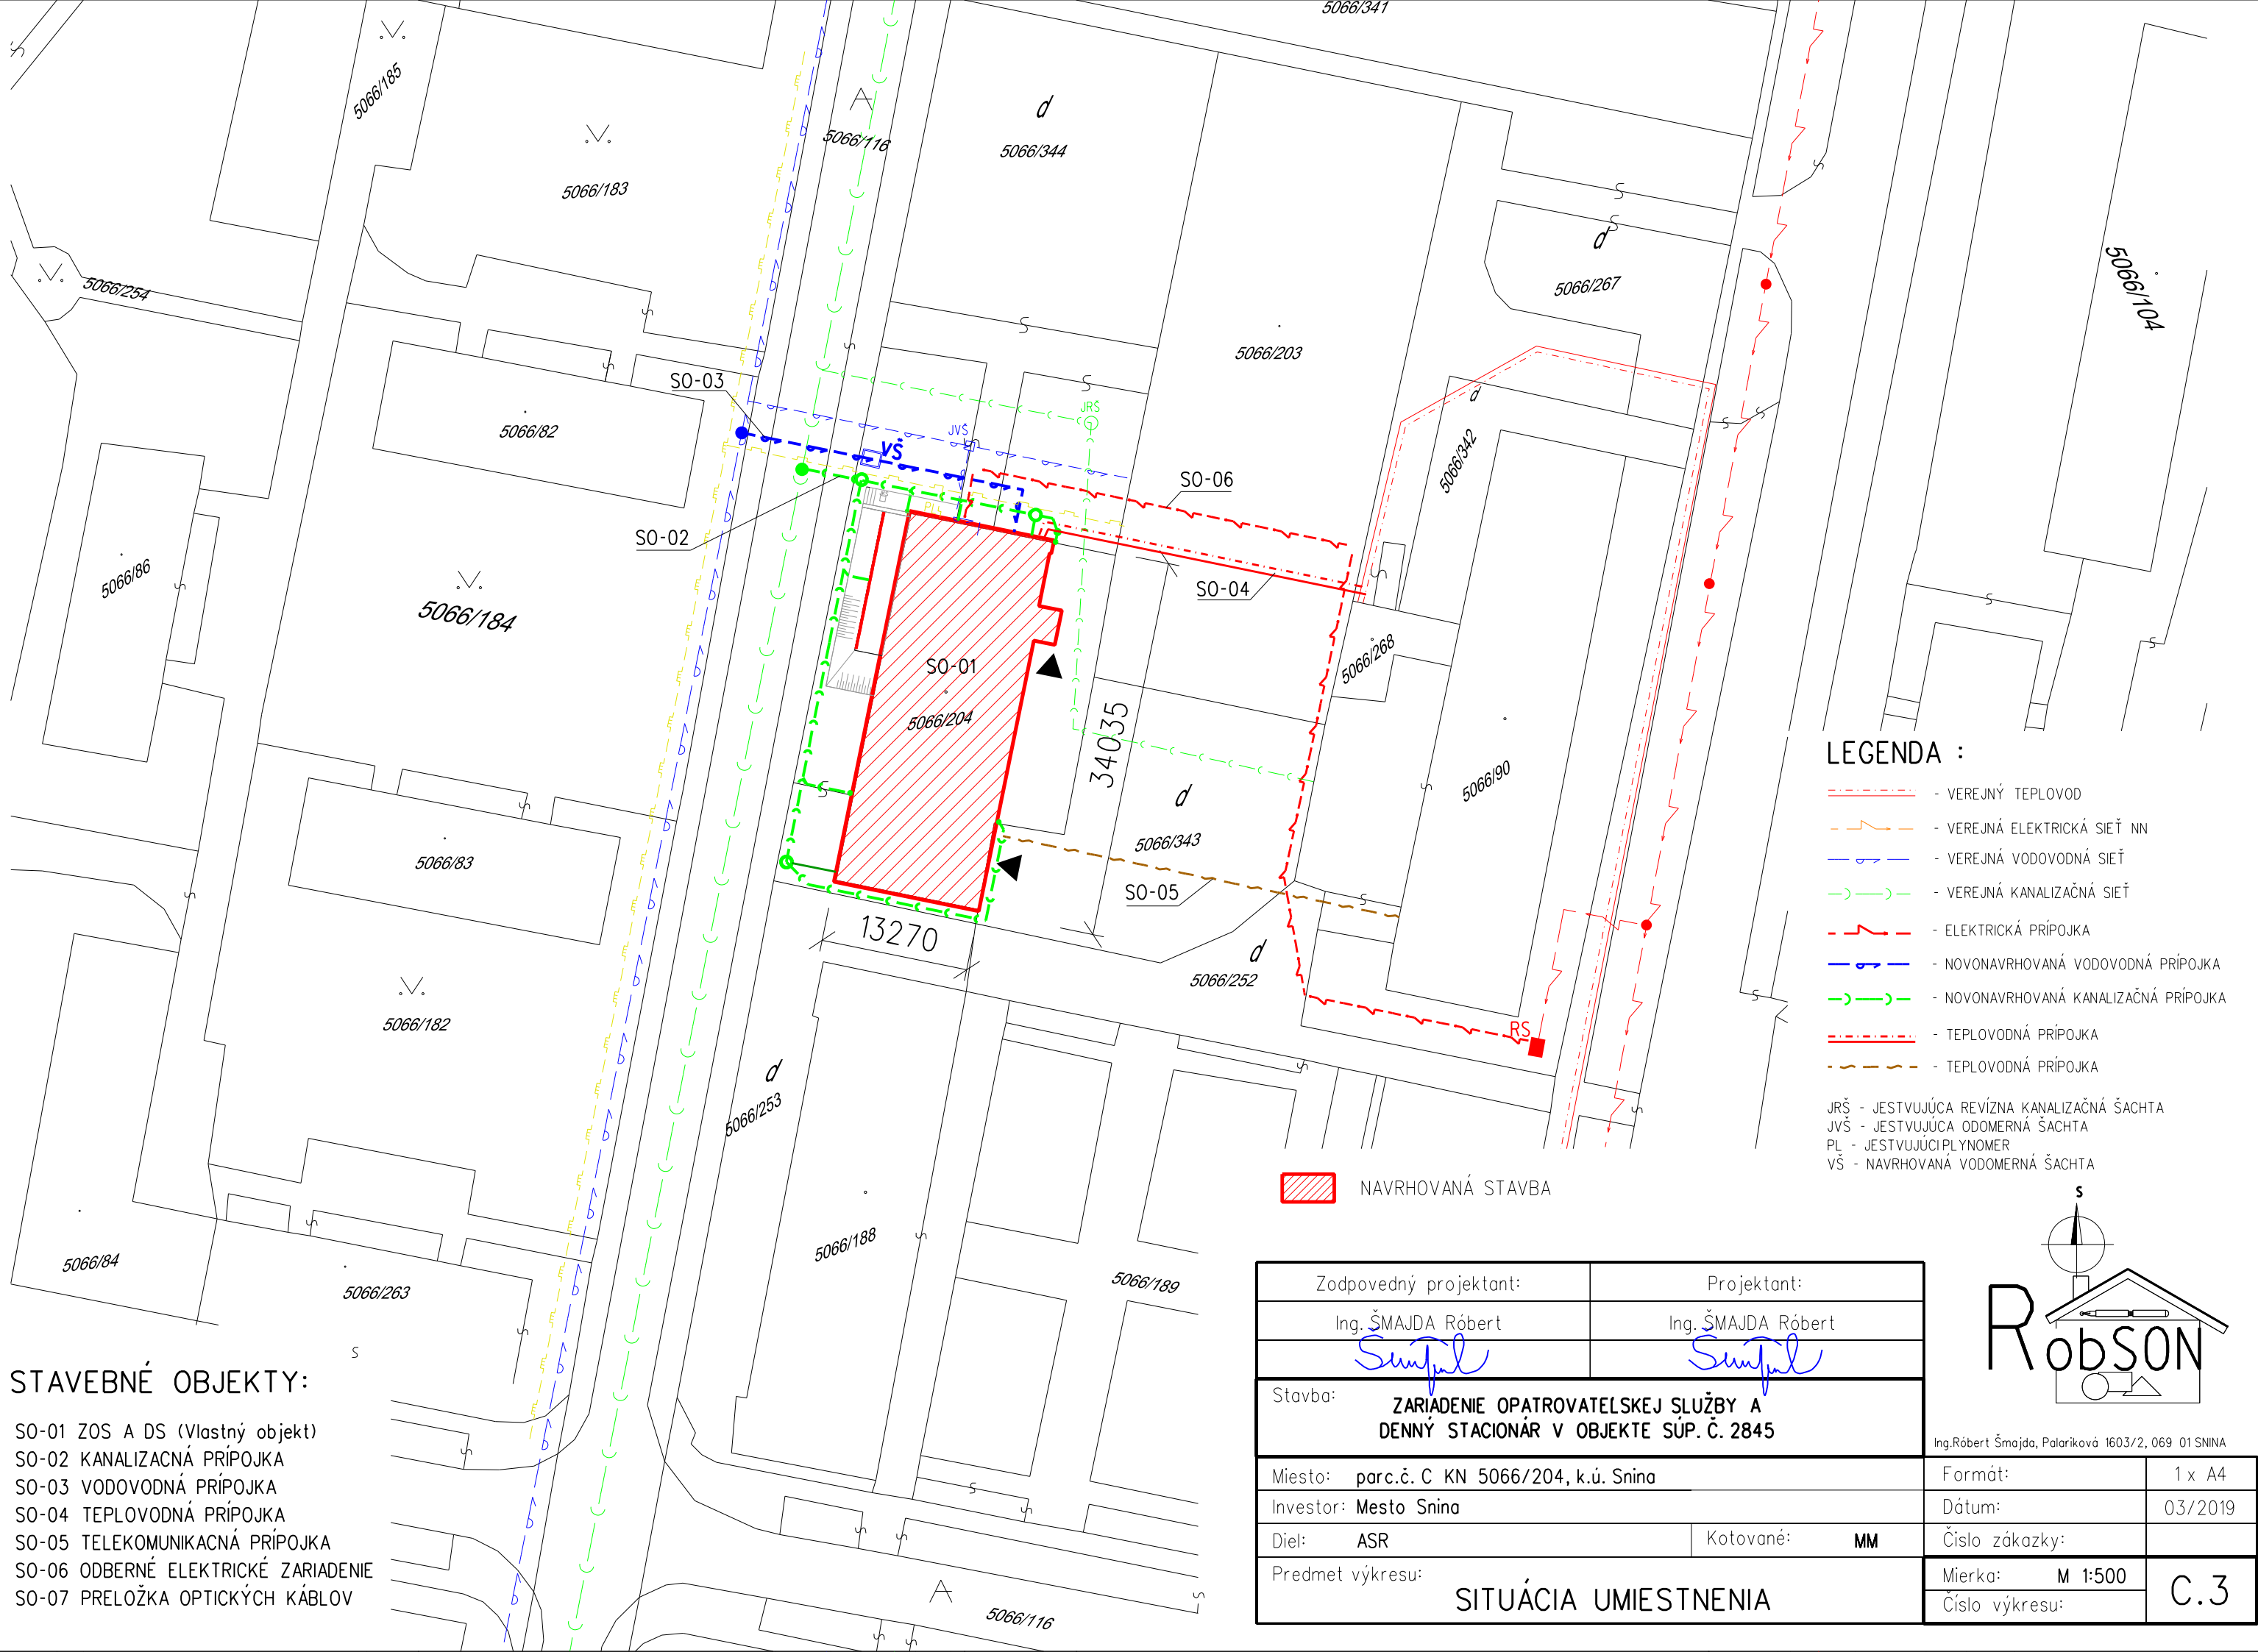 5066/341
5066/185
5066/116
d
5066/344
5066/183
5066/254
d
5066/267
5066/104
5066/203
SO-03
JRŠ
d
5066/82
JVŠ
VŠ
5066/342
SO-06
PL
SO-02
5066/86
5066/184
SO-04
SO-01
5066/268
5066/204
34035
5066/90
d
5066/343
5066/83
SO-05
13270
d
5066/252
5066/182
RS
d
5066/253
5066/188
5066/84
5066/263
5066/189
5066/116
LEGENDA :
- VEREJNÝ TEPLOVOD
- VEREJNÁ ELEKTRICKÁ SIEŤ NN
- VEREJNÁ VODOVODNÁ SIEŤ
- VEREJNÁ KANALIZAČNÁ SIEŤ
- ELEKTRICKÁ PRÍPOJKA
- NOVONAVRHOVANÁ VODOVODNÁ PRÍPOJKA
- NOVONAVRHOVANÁ KANALIZAČNÁ PRÍPOJKA
- TEPLOVODNÁ PRÍPOJKA
- TEPLOVODNÁ PRÍPOJKA
JRŠ - JESTVUJÚCA REVÍZNA KANALIZAČNÁ ŠACHTA
JVŠ - JESTVUJÚCA ODOMERNÁ ŠACHTA
PL - JESTVUJÚCI PLYNOMER
VŠ - NAVRHOVANÁ VODOMERNÁ ŠACHTA
NAVRHOVANÁ STAVBA
S
RobSON
Ing.Róbert Šmajda, Palárikova 1603/2, 069 01 SNINA
STAVEBNÉ OBJEKTY:
SO-01 ZOS A DS (Vlastný objekt)
SO-02 KANALIZACNÁ PRÍPOJKA
SO-03 VODOVODNÁ PRÍPOJKA
SO-04 TEPLOVODNÁ PRÍPOJKA
SO-05 TELEKOMUNIKACNÁ PRÍPOJKA
SO-06 ODBERNÉ ELEKTRICKÉ ZARIADENIE
SO-07 PRELOŽKA OPTICKÝCH KÁBLOV
Zodpovedný projektant:
Projektant:
Ing. ŠMAJDA Róbert
Ing. ŠMAJDA Róbert
Stavba:
ZARIADENIE OPATROVATEĽSKEJ SLUŽBY A
DENNÝ STACIONÁR V OBJEKTE SÚP. Č. 2845
Miesto: parc.č. C KN 5066/204, k.ú. Snina
Investor: Mesto Snina
Diel: ASR
Kotované: MM
Predmet výkresu:
SITUÁCIA UMIESTNENIA
Formát: 1 x A4
Dátum: 03/2019
Číslo zákazky:
Mierka: M 1:500
Číslo výkresu:
C.3